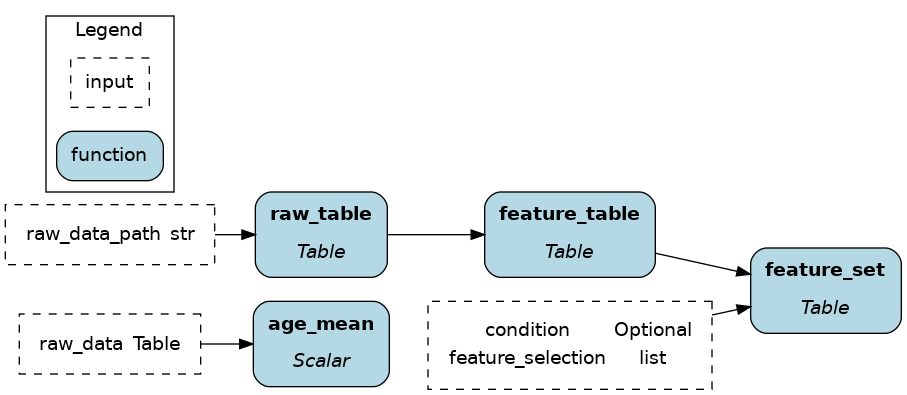 Legend
input
function
raw_data_path str
raw_table
Table
feature_table
Table
feature_set
Table
raw_data Table
age_mean
Scalar
condition Optional
feature_selection list